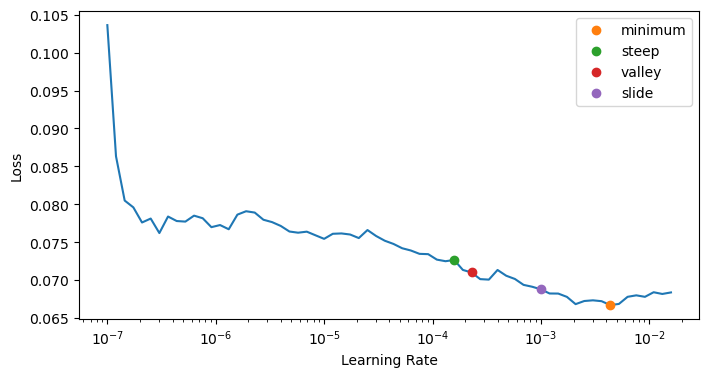 0.105
0.100
0.095
0.090
0.085
0.080
0.075
0.070
0.065
Loss
minimum
steep
valley
slide
10⁻⁷
10⁻⁶
10⁻⁵
10⁻⁴
10⁻³
10⁻²
Learning Rate